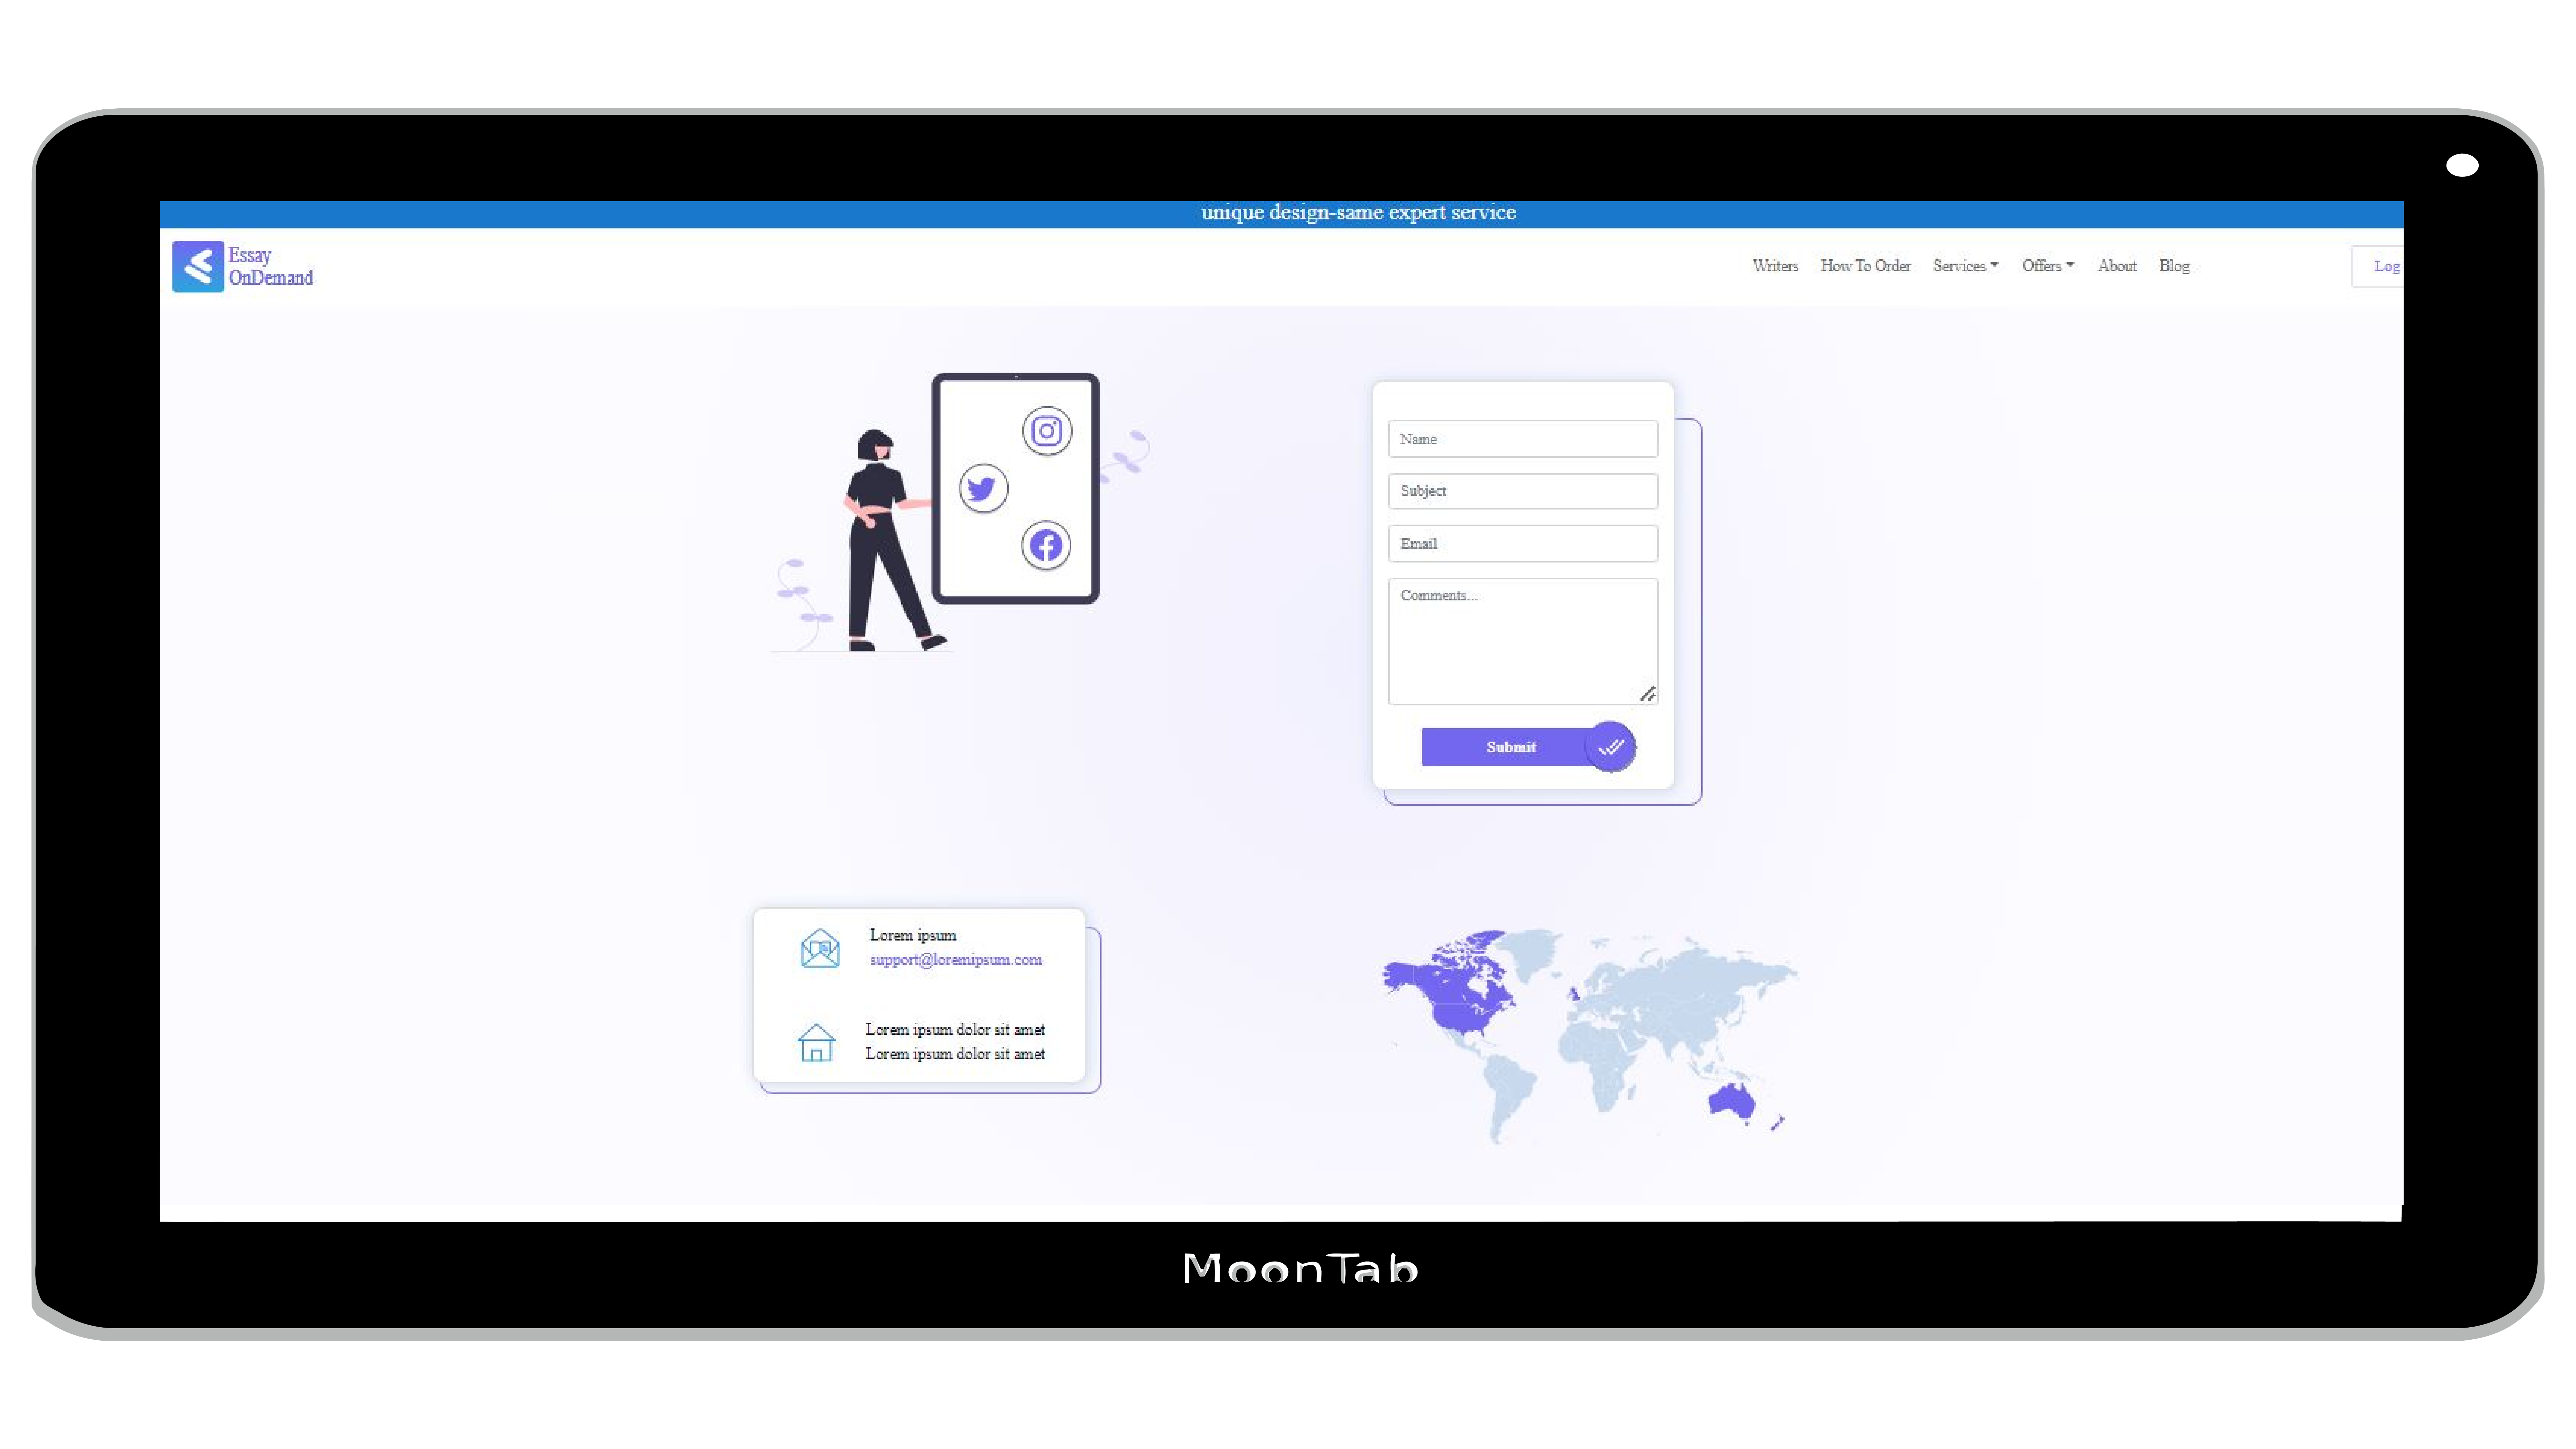 unique design-same expert service
Essay
OnDemand
Writers How To Order Services Offers About Blog Log
Name
Subject
Email
Comments...
Submit
Lorem ipsum
support@loremipsum.com
Lorem ipsum dolor sit amet
Lorem ipsum dolor sit amet
MoonTab